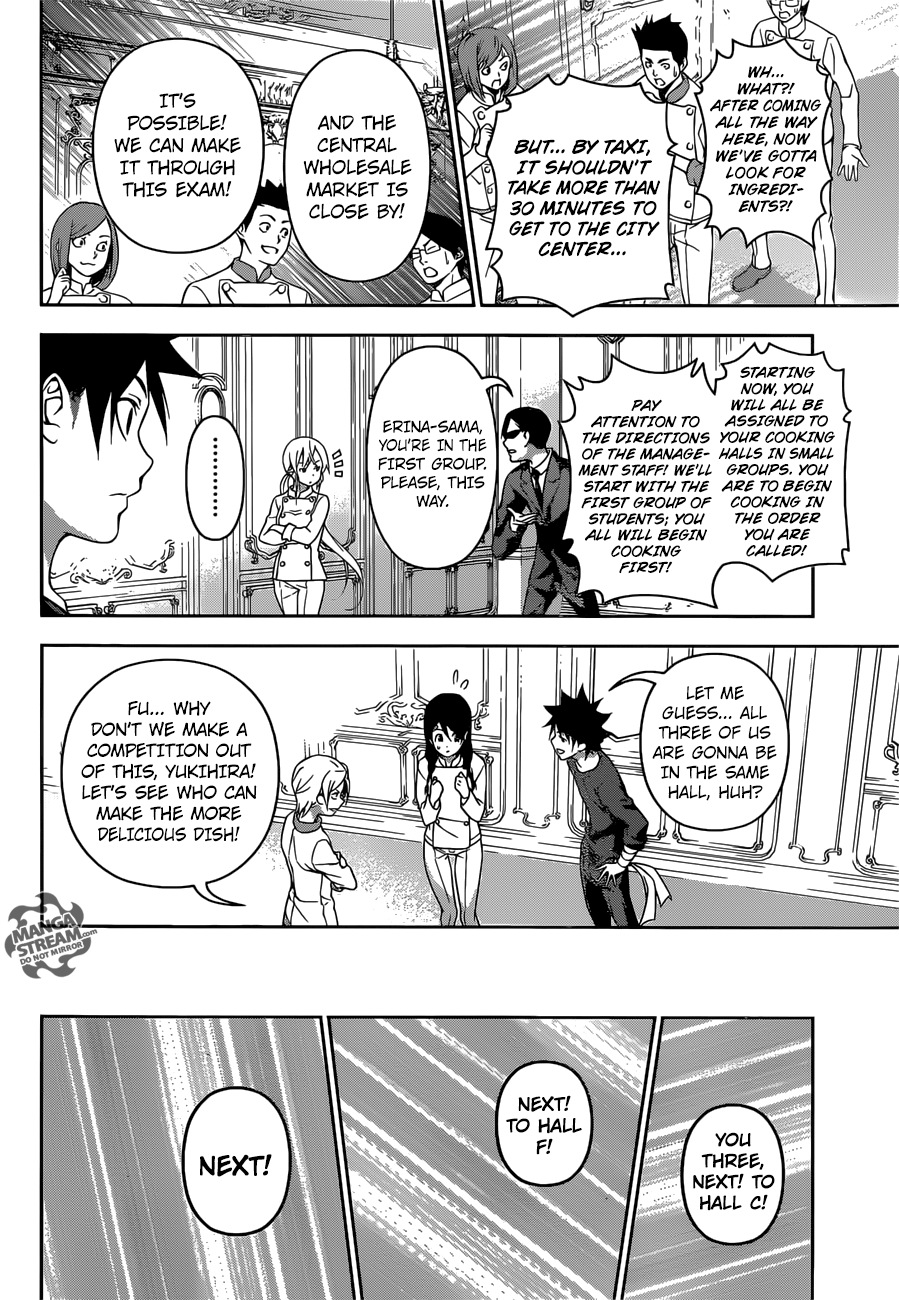 WH...
WHAT?!
AFTER COMING
ALL THE WAY
HERE, NOW
WE'VE GOTTA
LOOK FOR
INGREDI-
ENTS?!
BUT... BY TAXI,
IT SHOULDN'T
TAKE MORE THAN
30 MINUTES TO
GET TO THE CITY
CENTER...
AND THE
CENTRAL
WHOLESALE
MARKET IS
CLOSE BY!
IT'S
POSSIBLE!
WE CAN MAKE
IT THROUGH
THIS EXAM!
STARTING
NOW, YOU
WILL ALL BE
ASSIGNED TO
YOUR COOKING
HALLS IN SMALL
GROUPS. YOU
ARE TO BEGIN
COOKING IN
THE ORDER
YOU ARE
CALLED!
PAY
ATTENTION TO
THE DIRECTIONS
OF THE MANAGE-
MENT STAFF! WE'LL
START WITH THE
FIRST GROUP OF
STUDENTS; YOU
ALL WILL BEGIN
COOKING
FIRST!
ERINA-SAMA,
YOU'RE IN THE
FIRST GROUP.
PLEASE, THIS
WAY.
.........
LET ME
GUESS... ALL
THREE OF US
ARE GONNA BE
IN THE SAME
HALL, HUH?
FU... WHY
DON'T WE MAKE A
COMPETITION OUT
OF THIS, YUKIHIRA!
LET'S SEE WHO CAN
MAKE THE MORE
DELICIOUS DISH!
MANGA
STREAM.com
DO NOT MIRROR
YOU
THREE,
NEXT! TO
HALL C!
NEXT!
TO HALL
F!
NEXT!